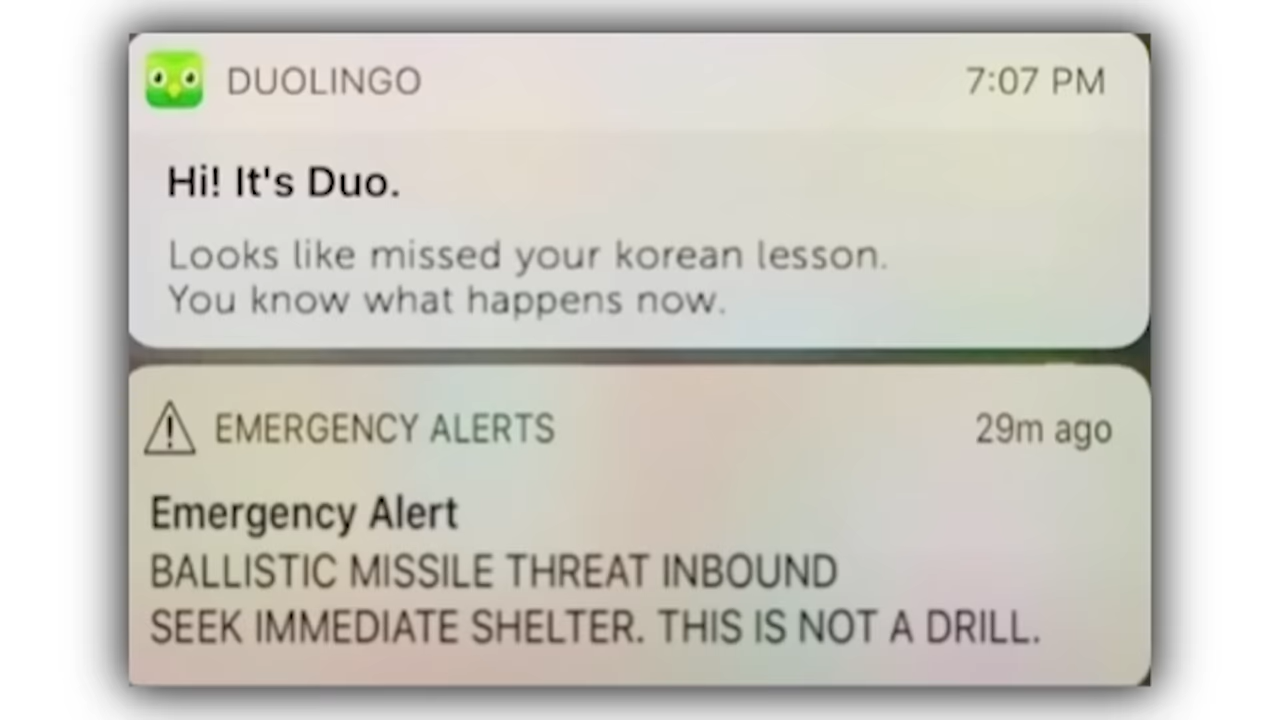 DUOLINGO 7:07 PM
Hi! It's Duo.
Looks like missed your korean lesson.
You know what happens now.
EMERGENCY ALERTS 29m ago
Emergency Alert
BALLISTIC MISSILE THREAT INBOUND
SEEK IMMEDIATE SHELTER. THIS IS NOT A DRILL.